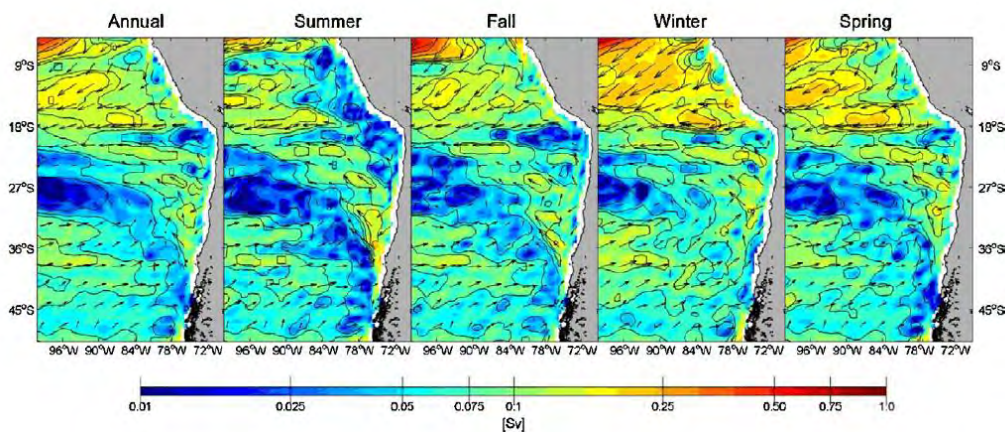 Annual Summer Fall Winter Spring
9°S 9°S
18°S 18°S
27°S 27°S
36°S 36°S
45°S 45°S
96°W 90°W 84°W 78°W 72°W 96°W 90°W 84°W 78°W 72°W 96°W 90°W 84°W 78°W 72°W 96°W 90°W 84°W 78°W 72°W 96°W 90°W 84°W 78°W 72°W
0.01 0.025 0.05 0.075 0.1 0.25 0.50 0.75 1.0
[Sv]